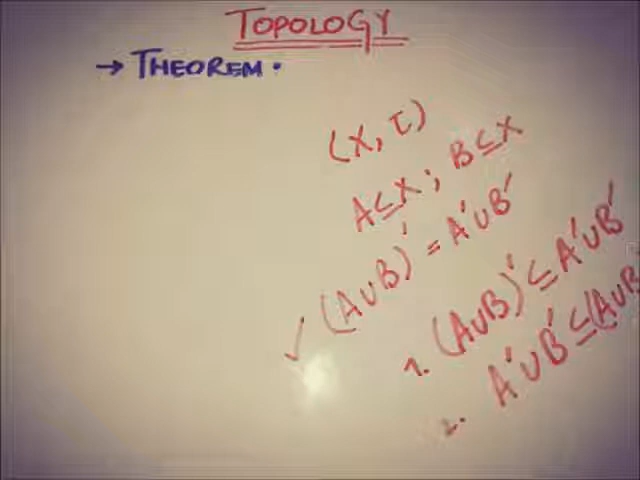 TOPOLOGY
→ THEOREM.
(X, τ)
A⊆X ; B⊆X
✓ (A∪B)' = A'∪B'
1. (A∪B)' ⊆ A'∪B'
2. A'∪B' ⊆ (A∪B